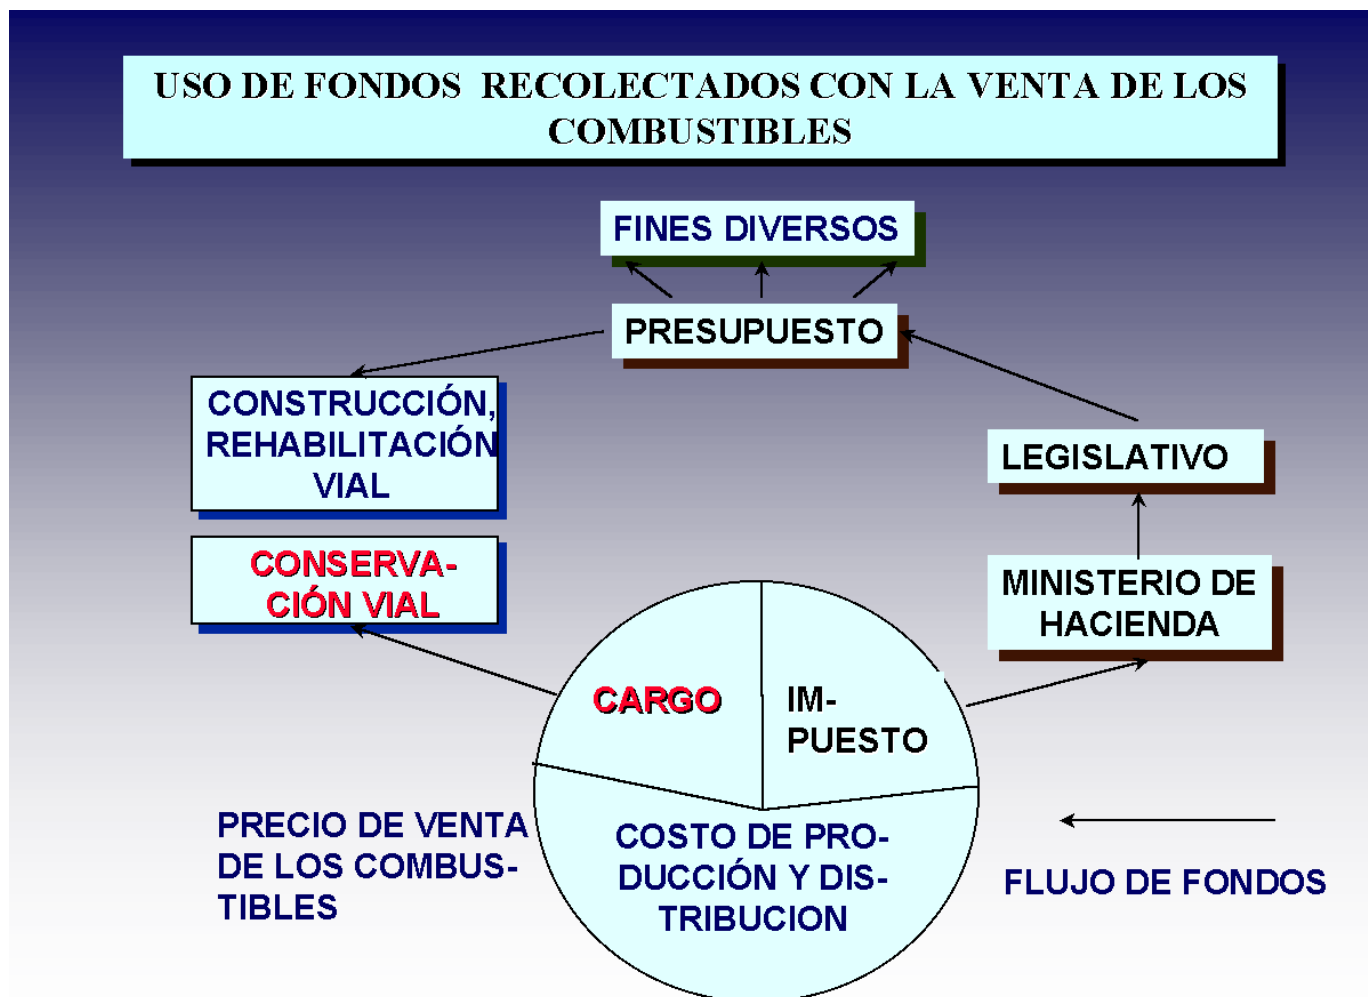 USO DE FONDOS RECOLECTADOS CON LA VENTA DE LOS
COMBUSTIBLES
FINES DIVERSOS
PRESUPUESTO
CONSTRUCCIÓN,
REHABILITACIÓN
VIAL
LEGISLATIVO
CONSERVA-
CIÓN VIAL
MINISTERIO DE
HACIENDA
CARGO
IM-
PUESTO
PRECIO DE VENTA
DE LOS COMBUS-
TIBLES
COSTO DE PRO-
DUCCIÓN Y DIS-
TRIBUCION
FLUJO DE FONDOS